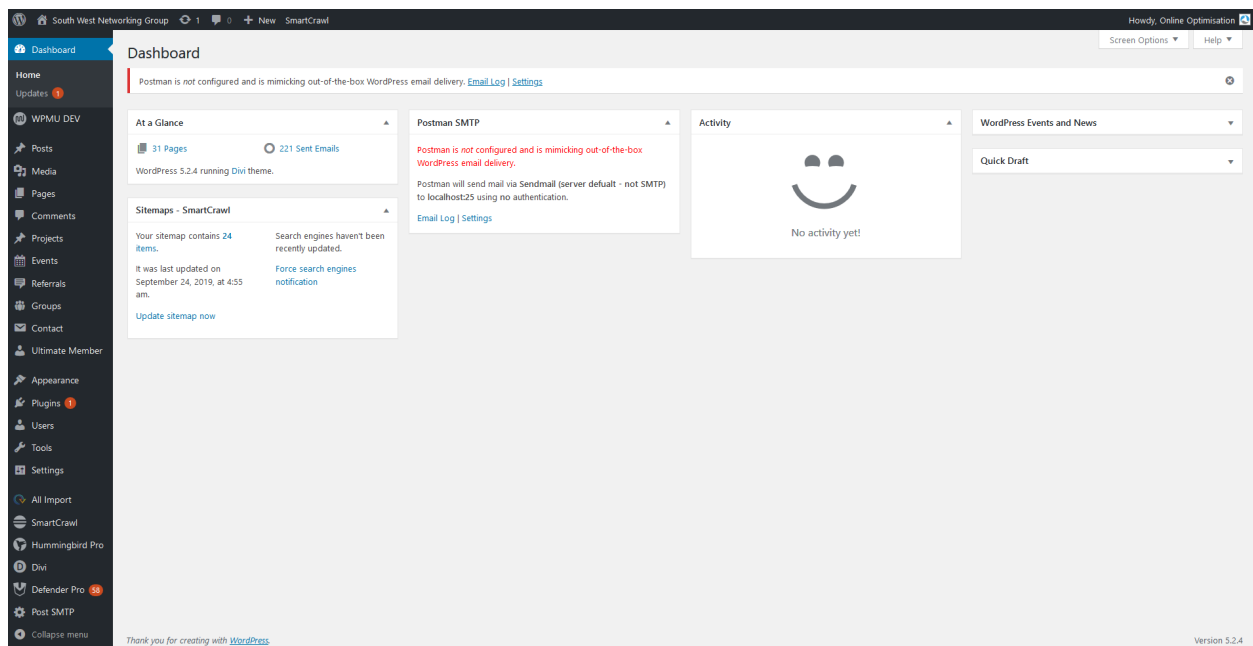 South West Networking Group 1 0 New SmartCrawl Howdy, Online Optimisation
Dashboard
Home
Updates 1
WPMU DEV
Posts
Media
Pages
Comments
Projects
Events
Referrals
Groups
Contact
Ultimate Member
Appearance
Plugins 1
Users
Tools
Settings
All Import
SmartCrawl
Hummingbird Pro
Divi
Defender Pro 58
Post SMTP
Collapse menu
Screen Options Help
Dashboard
Postman is not configured and is mimicking out-of-the-box WordPress email delivery. Email Log | Settings
At a Glance
31 Pages 221 Sent Emails
WordPress 5.2.4 running Divi theme.
Sitemaps - SmartCrawl
Your sitemap contains 24
items.
It was last updated on
September 24, 2019, at 4:55
am.
Update sitemap now
Search engines haven't been
recently updated.
Force search engines
notification
Postman SMTP
Postman is not configured and is mimicking out-of-the-box
WordPress email delivery.
Postman will send mail via Sendmail (server defualt - not SMTP)
to localhost:25 using no authentication.
Email Log | Settings
Activity
No activity yet!
WordPress Events and News
Quick Draft
Thank you for creating with WordPress.
Version 5.2.4